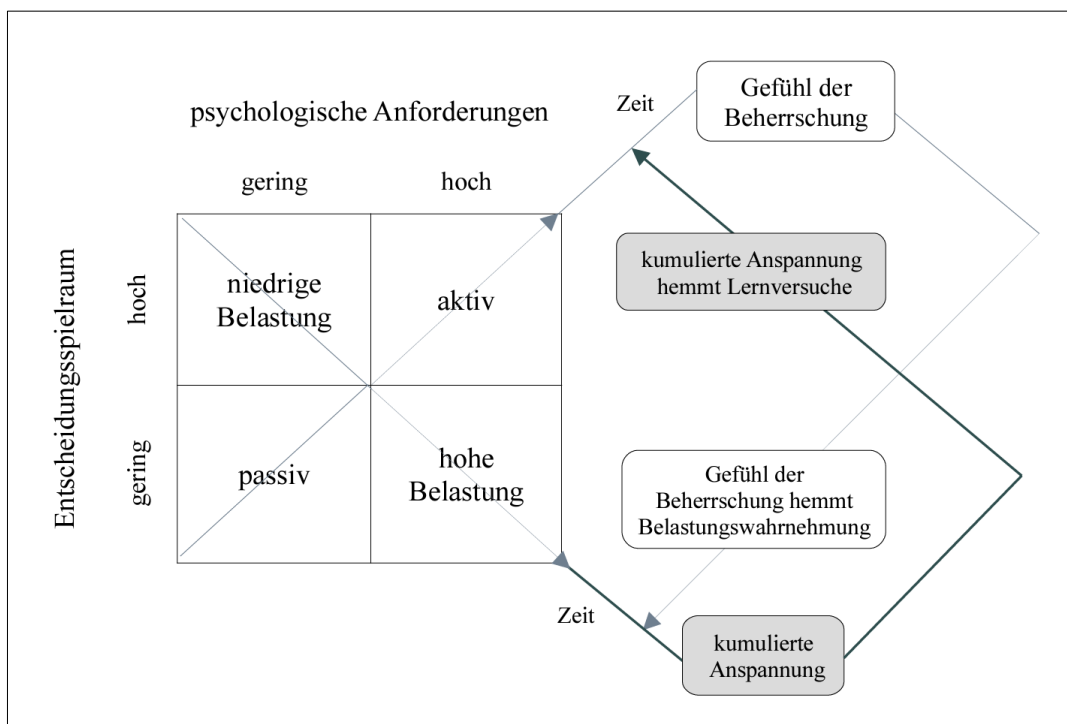 psychologische Anforderungen
gering
hoch
Entscheidungsspielraum
hoch
gering
niedrige
Belastung
aktiv
passiv
hohe
Belastung
Zeit
Gefühl der
Beherrschung
kumulierte Anspannung
hemmt Lernversuche
Gefühl der
Beherrschung hemmt
Belastungswahrnehmung
Zeit
kumulierte
Anspannung